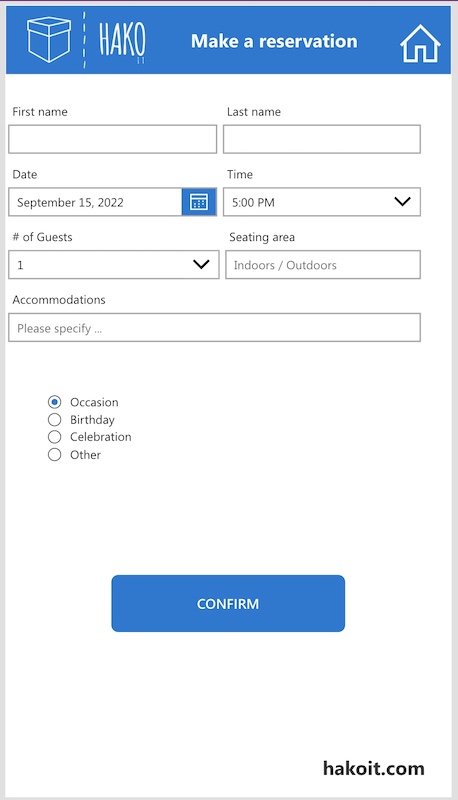 HAKO
IT
Make a reservation
First name
Last name
Date
Time
September 15, 2022
5:00 PM
# of Guests
Seating area
1
Indoors / Outdoors
Accommodations
Please specify ...
Occasion
Birthday
Celebration
Other
CONFIRM
hakoit.com